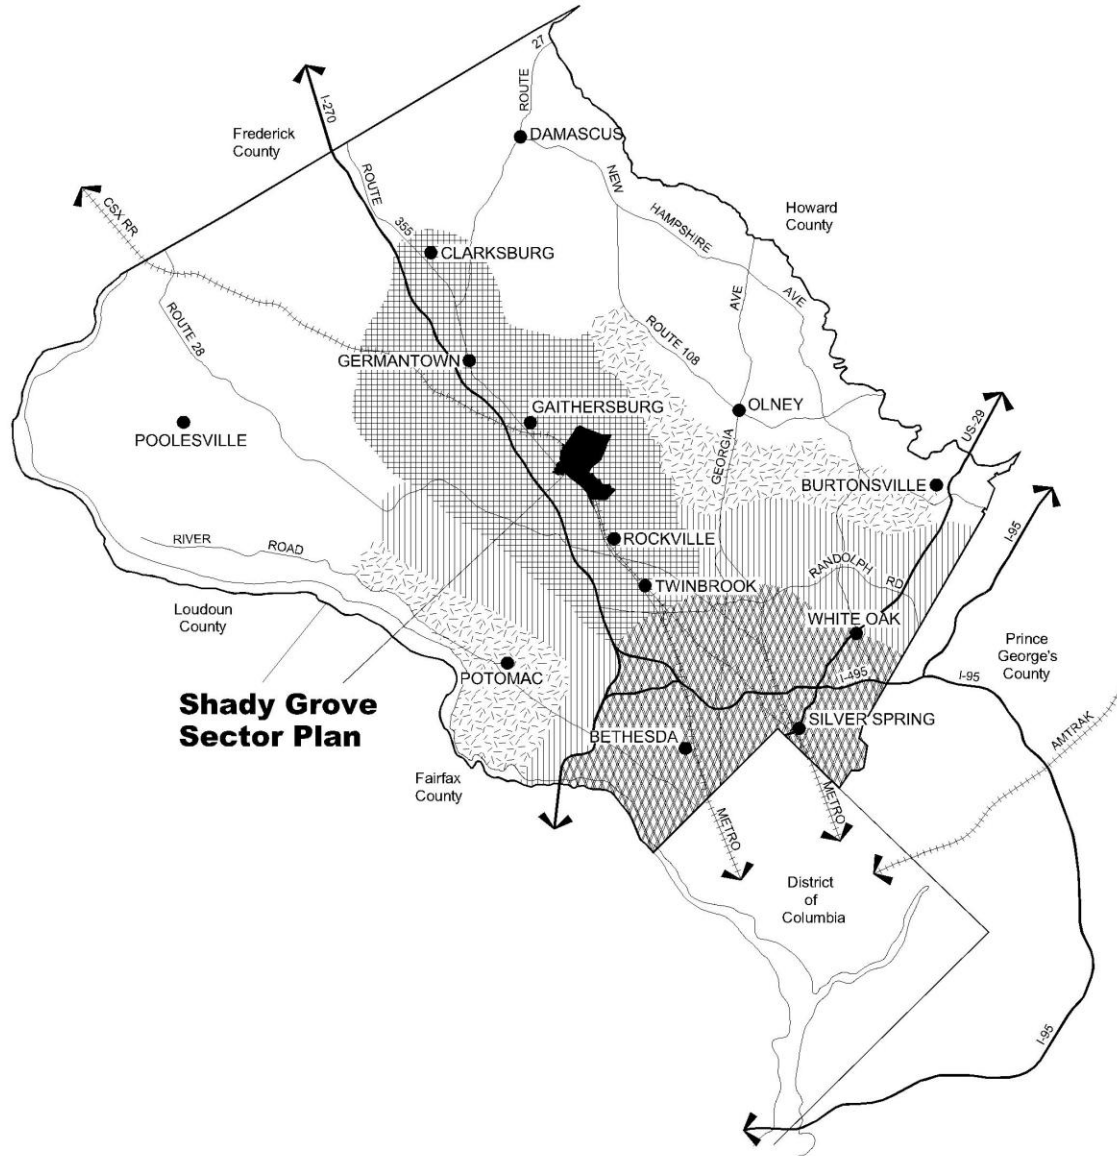 27
ROUTE
I-270
Frederick
County
DAMASCUS
ROUTE
NEW
CSX RR
HAMPSHIRE
Howard
County
355
CLARKSBURG
AVE
AVE
ROUTE 28
ROUTE 108
GERMANTOWN
GAITHERSBURG
OLNEY
US-29
POOLESVILLE
GEORGIA
BURTONSVILLE
I-95
RIVER
ROAD
ROCKVILLE
RANDOLPH
RD
TWINBROOK
Loudoun
County
WHITE OAK
Prince
George's
County
POTOMAC
I-495
I-95
Shady Grove
Sector Plan
SILVER SPRING
AMTRAK
BETHESDA
Fairfax
County
METRO
METRO
District
of
Columbia
I-95